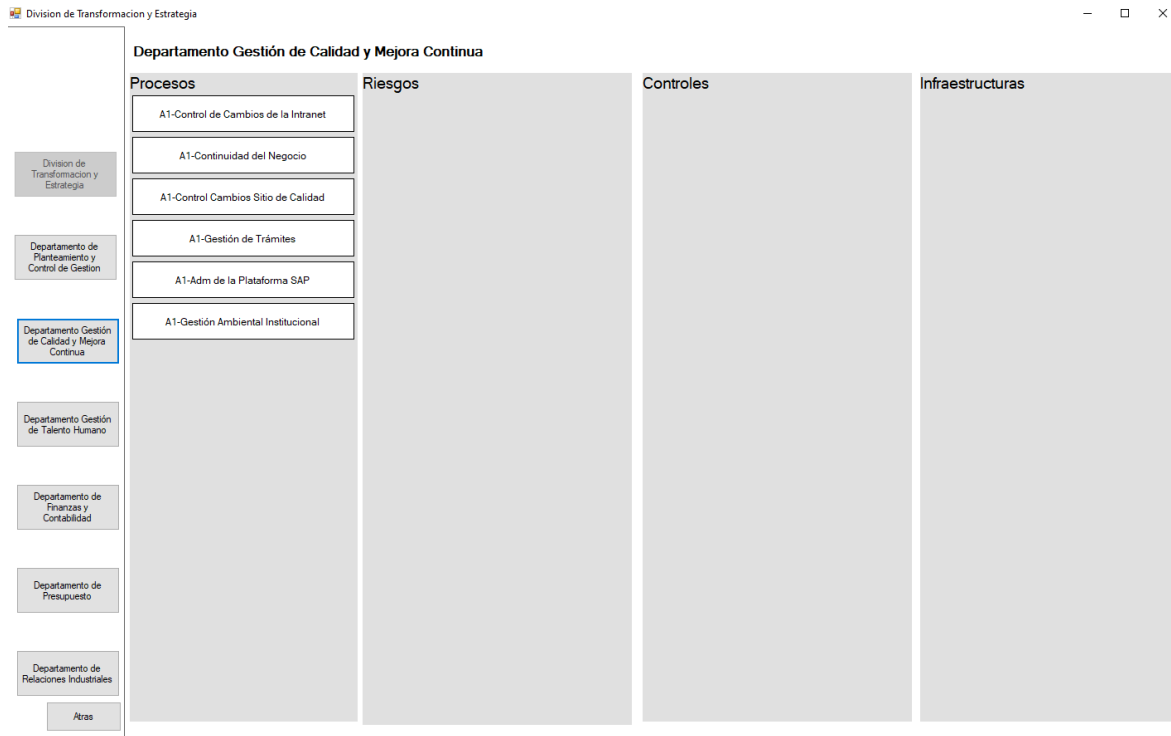 Division de Transformacion y Estrategia
Departamento Gestión de Calidad y Mejora Continua
Procesos
A1-Control de Cambios de la Intranet
A1-Continuidad del Negocio
A1-Control Cambios Sitio de Calidad
A1-Gestión de Trámites
A1-Adm de la Plataforma SAP
A1-Gestión Ambiental Institucional
Riesgos
Controles
Infraestructuras
Division de
Transfomacion y
Estrategia
Departamento de
Planteamiento y
Control de Gestion
Departamento Gestión
de Calidad y Mejora
Continua
Departamento Gestión
de Talento Humano
Departamento de
Finanzas y
Contabilidad
Departamento de
Presupuesto
Departamento de
Relaciones Industriales
Atras